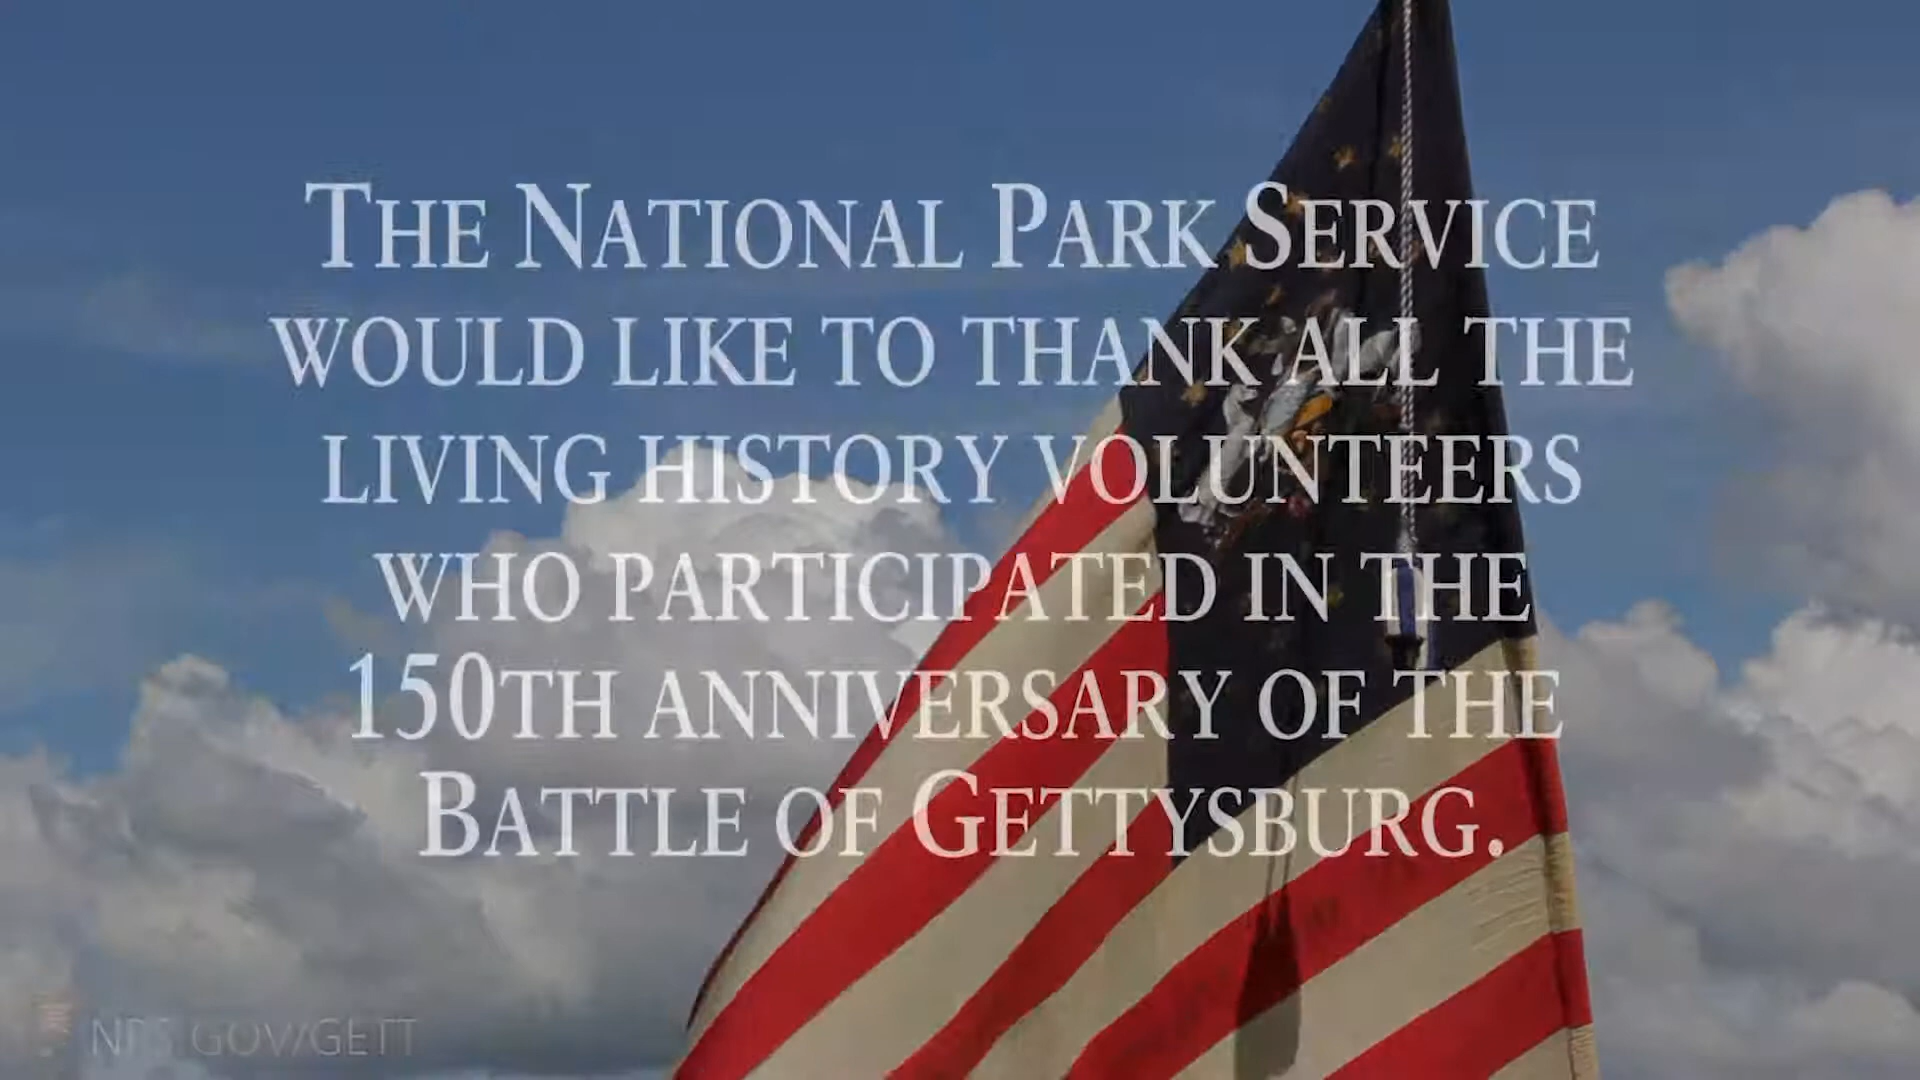 THE NATIONAL PARK SERVICE
WOULD LIKE TO THANK ALL THE
LIVING HISTORY VOLUNTEERS
WHO PARTICIPATED IN THE
150TH ANNIVERSARY OF THE
BATTLE OF GETTYSBURG.
NPS.GOV/GETT